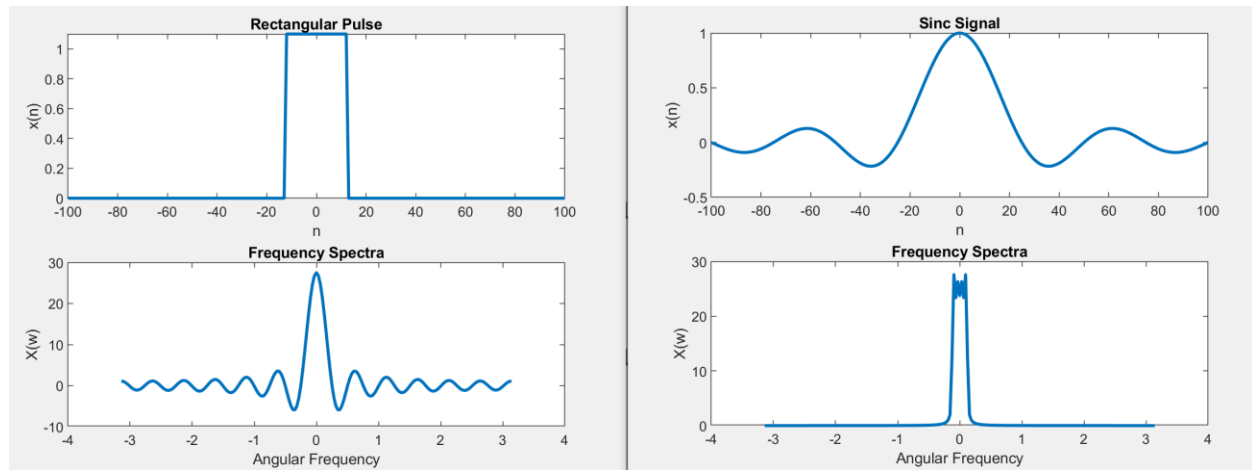 Rectangular Pulse
1
0.8
0.6
0.4
0.2
0
x(n)
-100 -80 -60 -40 -20 0 20 40 60 80 100
n
Frequency Spectra
30
20
10
0
-10
X(w)
-4 -3 -2 -1 0 1 2 3 4
Angular Frequency
Sinc Signal
1
0.5
0
-0.5
x(n)
-100 -80 -60 -40 -20 0 20 40 60 80 100
n
Frequency Spectra
30
20
10
0
X(w)
-4 -3 -2 -1 0 1 2 3 4
Angular Frequency